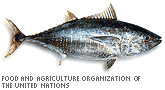 FOOD AND AGRICULTURE ORGANIZATION OF
THE UNITED NATIONS